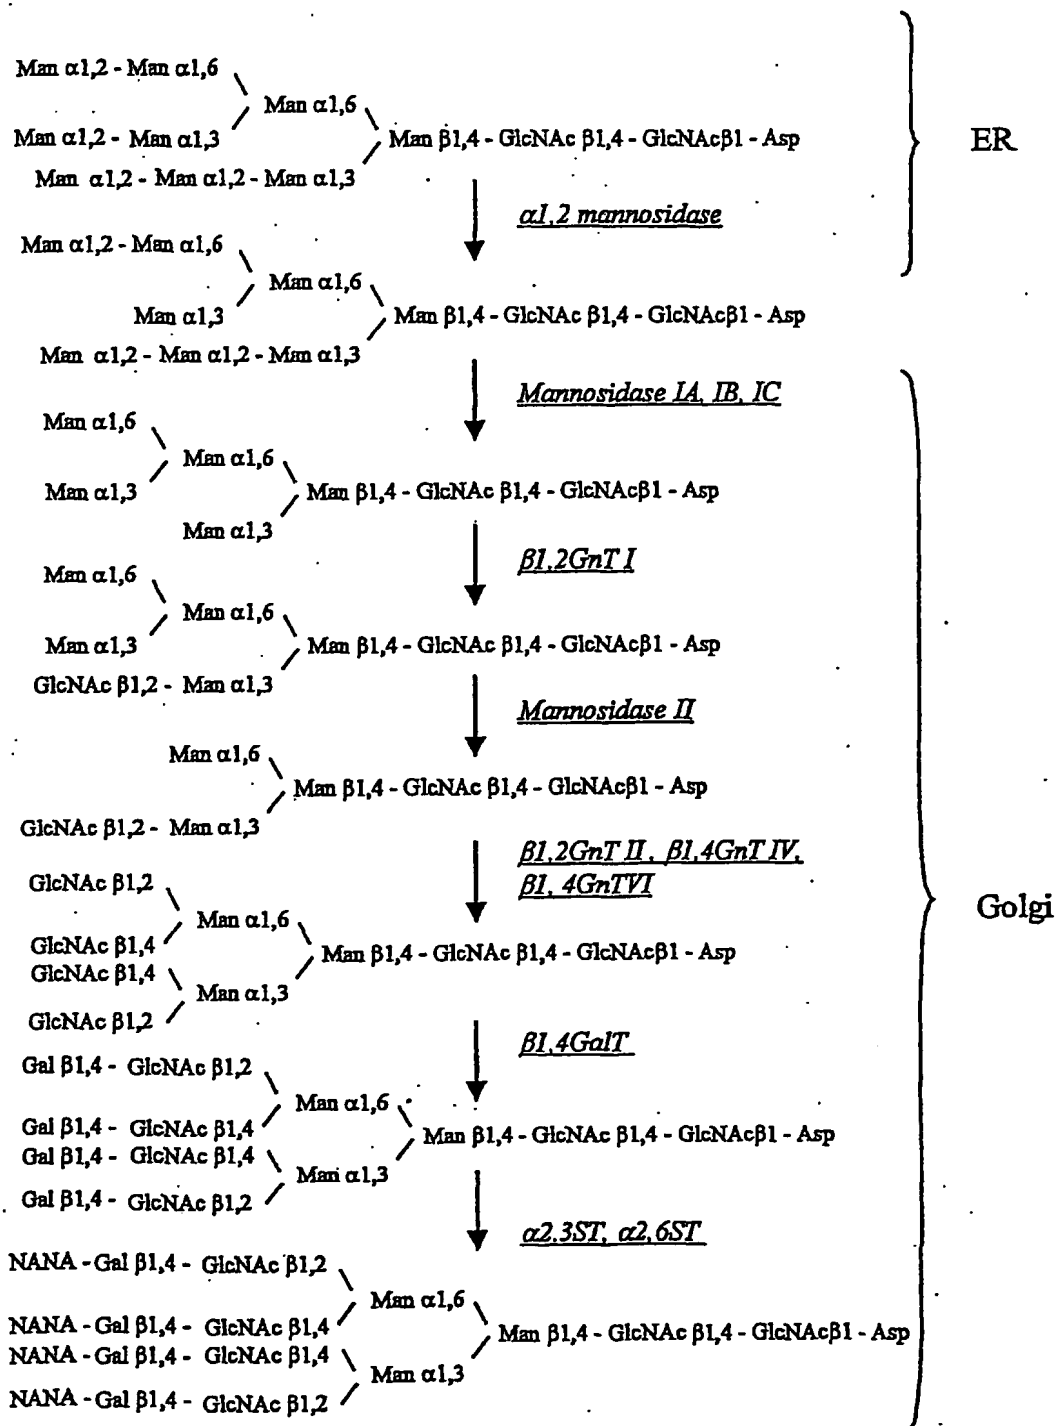 Man α1,2 - Man α1,6
Man α1,6
Man α1,2 - Man α1,3
Man β1,4 - GlcNAc β1,4 - GlcNAcβ1 - Asp
ER
Man α1,2 - Man α1,2 - Man α1,3
α1,2 mannosidase
Man α1,2 - Man α1,6
Man α1,6
Man α1,3
Man β1,4 - GlcNAc β1,4 - GlcNAcβ1 - Asp
Man α1,2 - Man α1,2 - Man α1,3
Mannosidase IA, IB, IC
Man α1,6
Man α1,6
Man α1,3
Man β1,4 - GlcNAc β1,4 - GlcNAcβ1 - Asp
Man α1,3
β1,2GnT I
Man α1,6
Man α1,6
Man α1,3
Man β1,4 - GlcNAc β1,4 - GlcNAcβ1 - Asp
GlcNAc β1,2 - Man α1,3
Mannosidase II
Man α1,6
Man β1,4 - GlcNAc β1,4 - GlcNAcβ1 - Asp
GlcNAc β1,2 - Man α1,3
β1,2GnT II, β1,4GnT IV,
β1, 4GnTVI
GlcNAc β1,2
Man α1,6
Golgi
GlcNAc β1,4
Man β1,4 - GlcNAc β1,4 - GlcNAcβ1 - Asp
GlcNAc β1,4
Man α1,3
GlcNAc β1,2
β1,4GalT
Gal β1,4 - GlcNAc β1,2
Man α1,6
Gal β1,4 - GlcNAc β1,4
Man β1,4 - GlcNAc β1,4 - GlcNAcβ1 - Asp
Gal β1,4 - GlcNAc β1,4
Man α1,3
Gal β1,4 - GlcNAc β1,2
α2,3ST, α2,6ST
NANA - Gal β1,4 - GlcNAc β1,2
Man α1,6
NANA - Gal β1,4 - GlcNAc β1,4
Man β1,4 - GlcNAc β1,4 - GlcNAcβ1 - Asp
NANA - Gal β1,4 - GlcNAc β1,4
Man α1,3
NANA - Gal β1,4 - GlcNAc β1,2